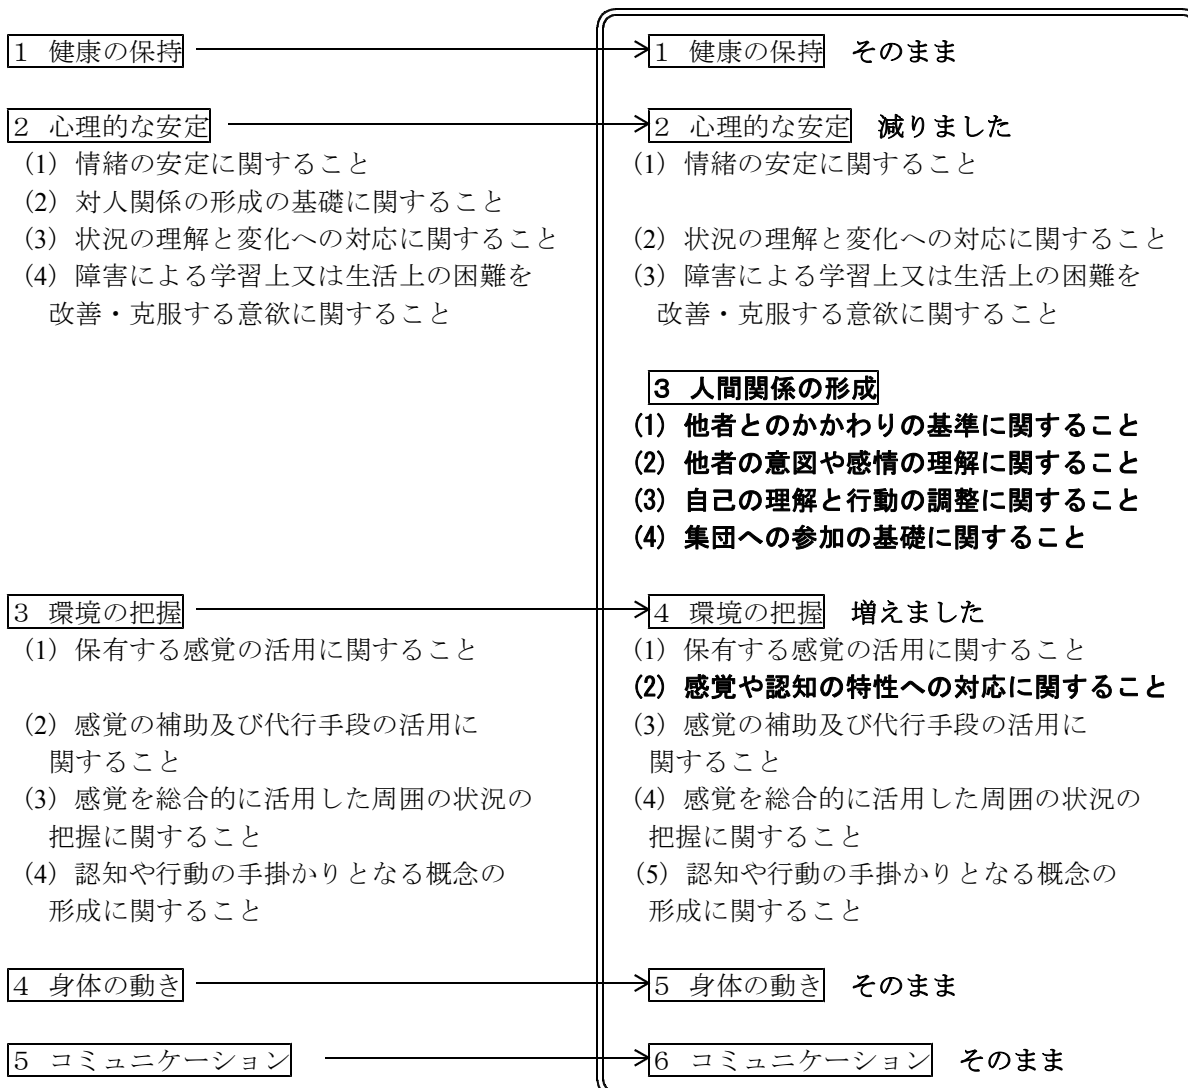 1 健康の保持
2 心理的な安定
(1) 情緒の安定に関すること
(2) 対人関係の形成の基礎に関すること
(3) 状況の理解と変化への対応に関すること
(4) 障害による学習上又は生活上の困難を
改善・克服する意欲に関すること
3 環境の把握
(1) 保有する感覚の活用に関すること
(2) 感覚の補助及び代行手段の活用に
関すること
(3) 感覚を総合的に活用した周囲の状況の
把握に関すること
(4) 認知や行動の手掛かりとなる概念の
形成に関すること
4 身体の動き
5 コミュニケーション
1 健康の保持 そのまま
2 心理的な安定 減りました
(1) 情緒の安定に関すること
(2) 状況の理解と変化への対応に関すること
(3) 障害による学習上又は生活上の困難を
改善・克服する意欲に関すること
3 人間関係の形成
(1) 他者とのかかわりの基準に関すること
(2) 他者の意図や感情の理解に関すること
(3) 自己の理解と行動の調整に関すること
(4) 集団への参加の基礎に関すること
4 環境の把握 増えました
(1) 保有する感覚の活用に関すること
(2) 感覚や認知の特性への対応に関すること
(3) 感覚の補助及び代行手段の活用に
関すること
(4) 感覚を総合的に活用した周囲の状況の
把握に関すること
(5) 認知や行動の手掛かりとなる概念の
形成に関すること
5 身体の動き そのまま
6 コミュニケーション そのまま